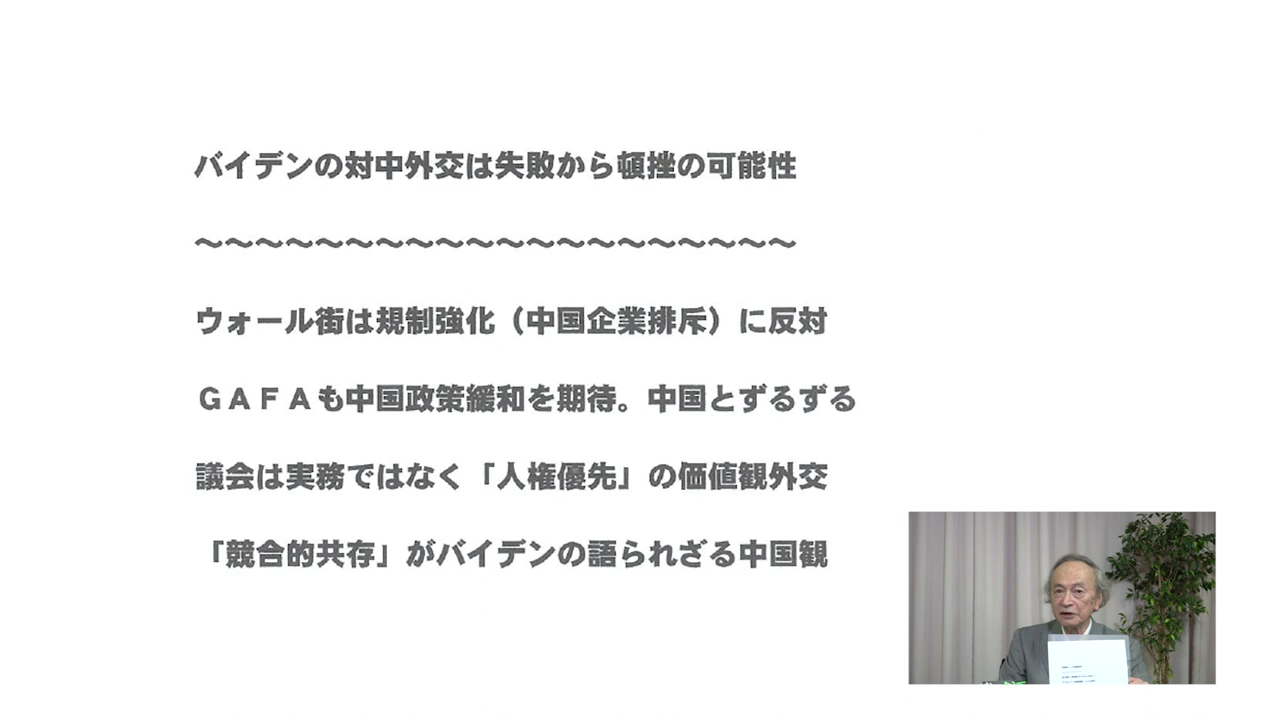 バイデンの対中外交は失敗から頓挫の可能性
～～～～～～～～～～～～～～～～～～～～
ウォール街は規制強化（中国企業排斥）に反対
ＧＡＦＡも中国政策緩和を期待。中国とずるずる
議会は実務ではなく「人権優先」の価値観外交
「競合的共存」がバイデンの語られざる中国観